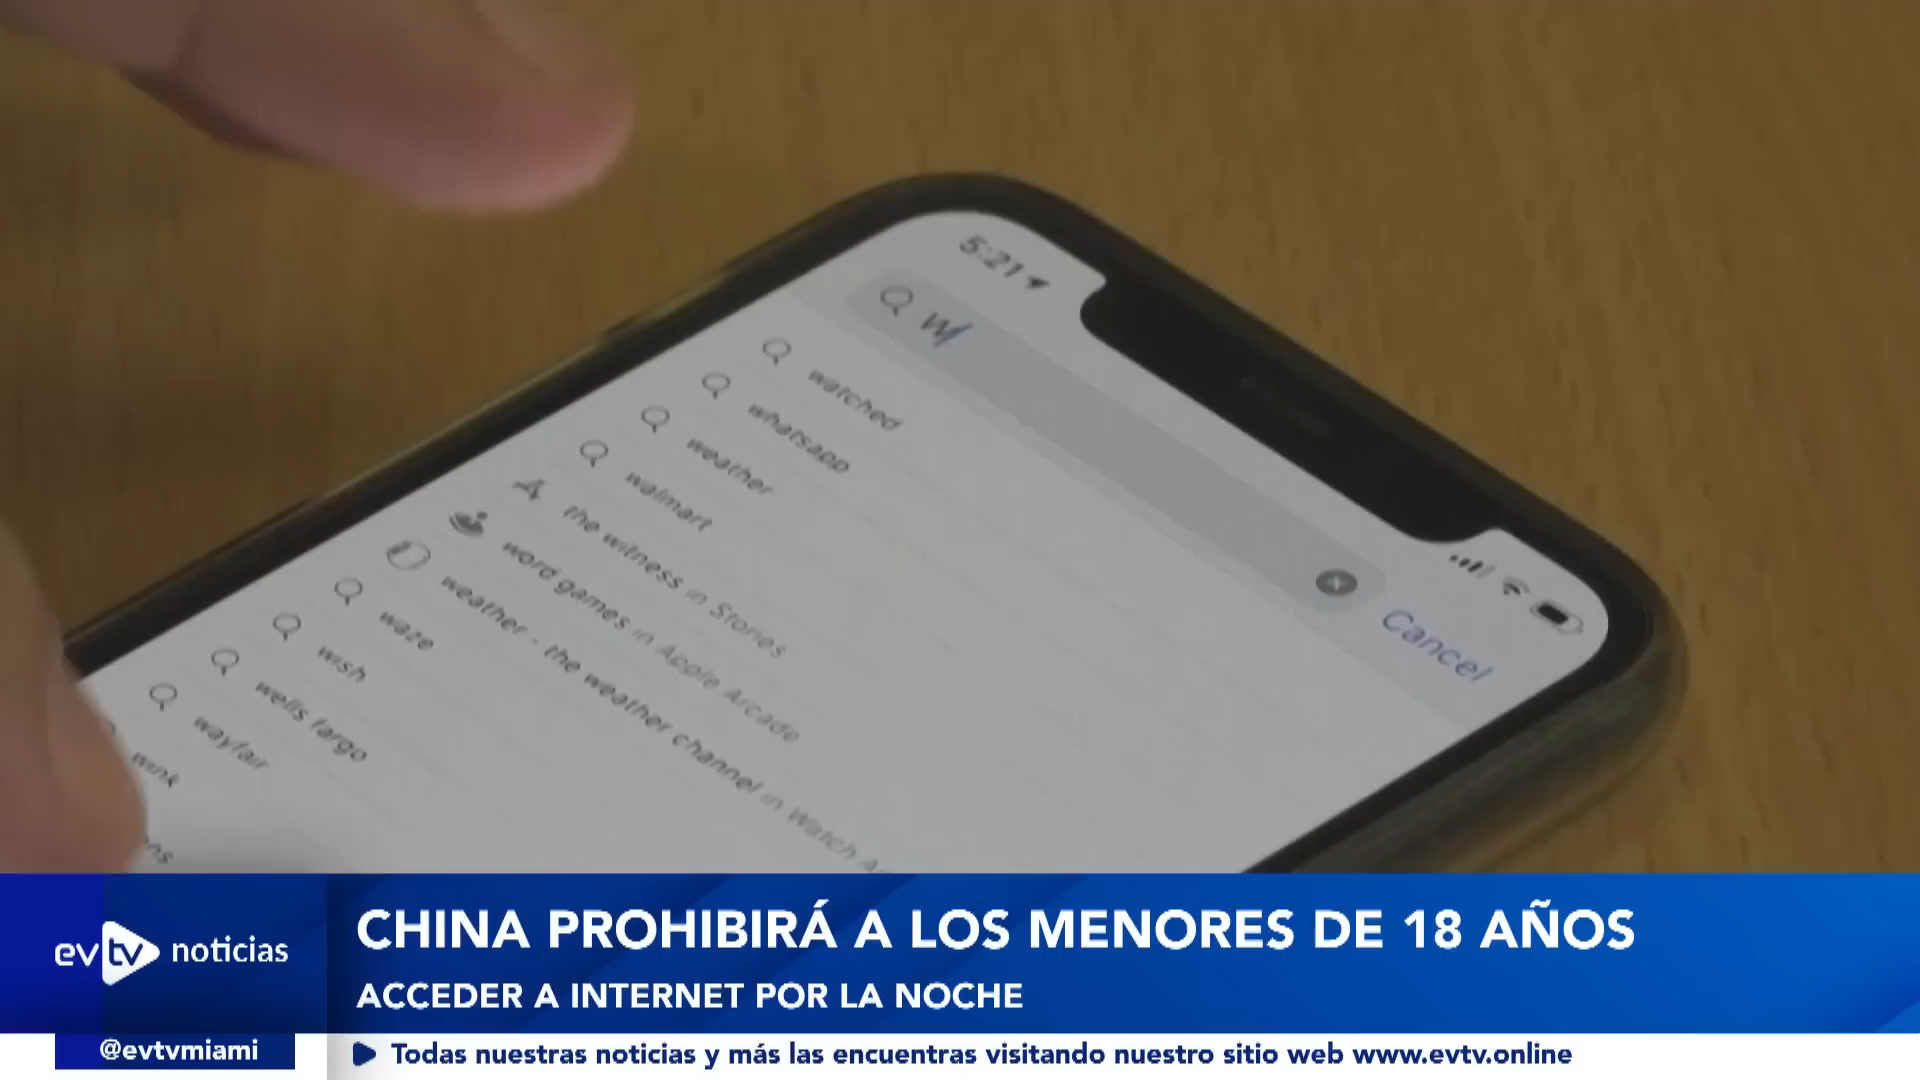 5:21
w
Cancel
watched
whatsapp
weather
walmart
the witness in Stories
word games in Apple Arcade
weather - the weather channel in Watch
waze
wish
wells fargo
wayfair
wink
CHINA PROHIBIRÁ A LOS MENORES DE 18 AÑOS
ACCEDER A INTERNET POR LA NOCHE
evtv noticias
@evtvmiami
Todas nuestras noticias y más las encuentras visitando nuestro sitio web www.evtv.online